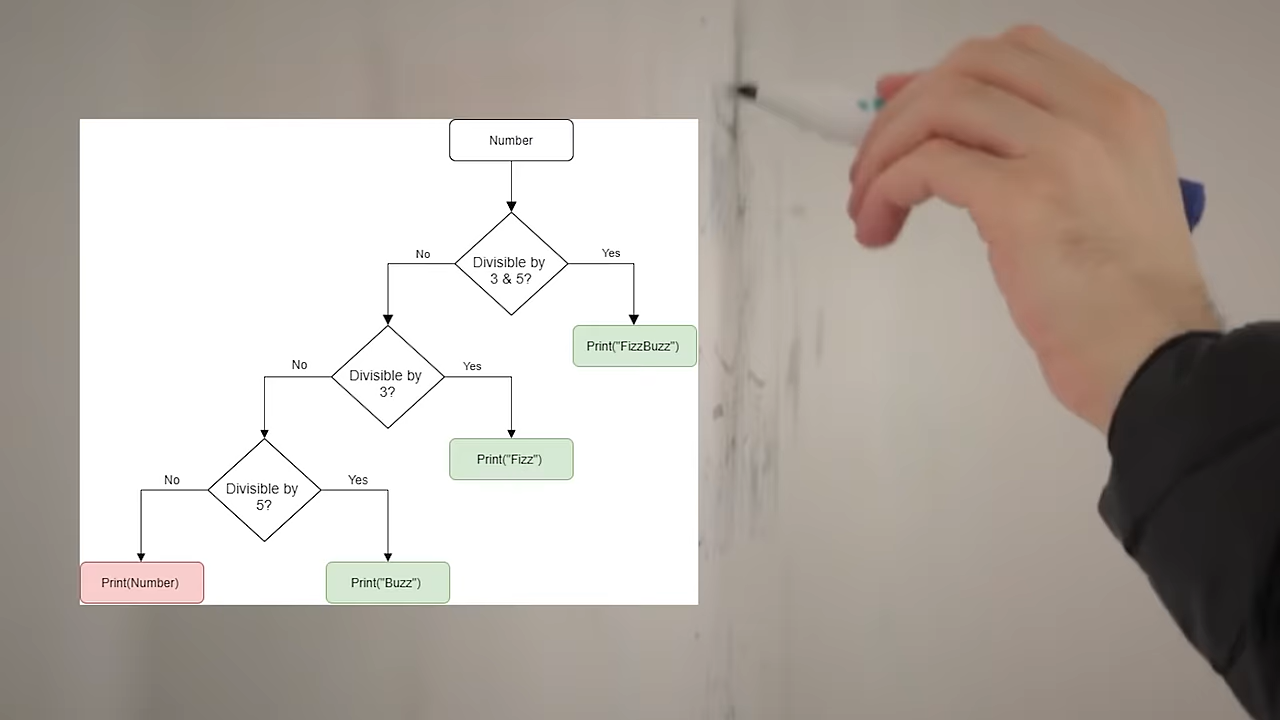 Number
No
Yes
Divisible by
3 & 5?
Print("FizzBuzz")
No
Yes
Divisible by
3?
Print("Fizz")
No
Yes
Divisible by
5?
Print(Number)
Print("Buzz")